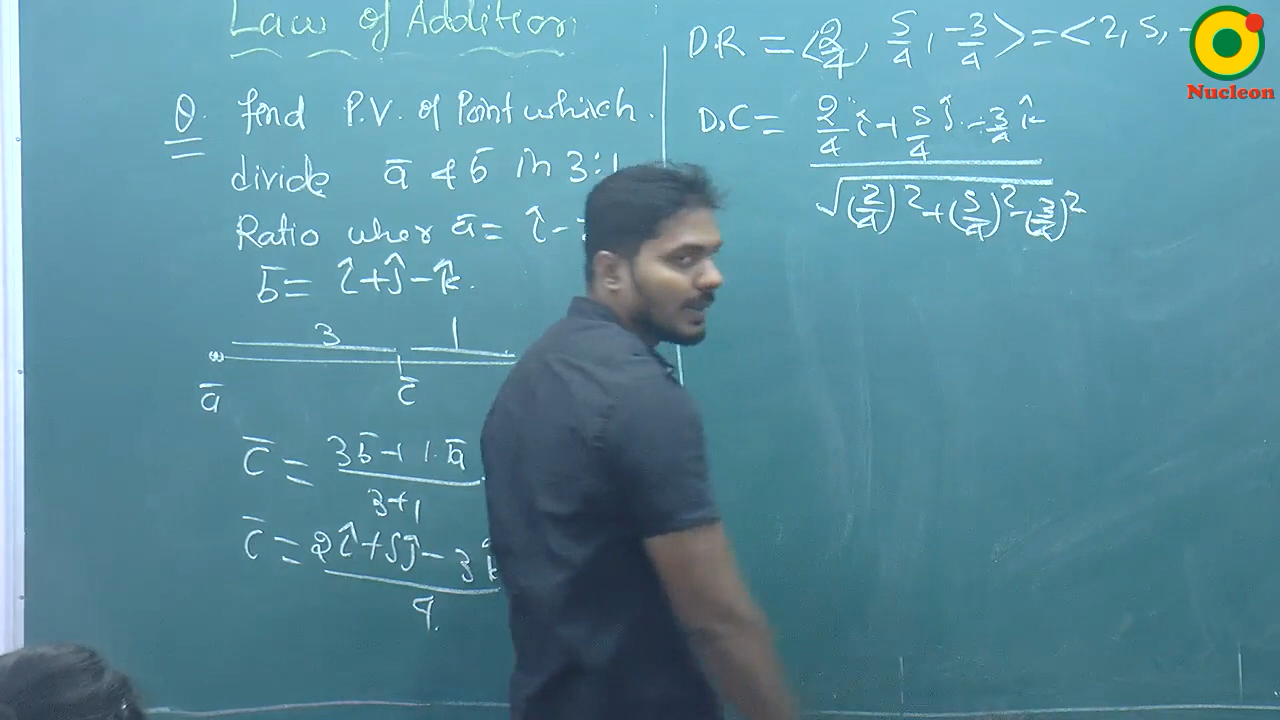 Law of Addition
Q. find P.V. of Point which
divide a̅ & b̅ in 3:1
Ratio wher a̅ = î -
b̅ = î + ĵ - k̂.
3 1
a̅ c̅
c̅ = 3b̅ + 1.a̅
3+1
c̅ = 2î + 5ĵ - 3k̂
4.
D.R = <2/4, 5/4, -3/4> = <2, 5, -
D.C = 2/4 î + 5/4 ĵ - 3/4 k̂
√(2/4)² + (5/4)² - (3/4)²
Nucleon